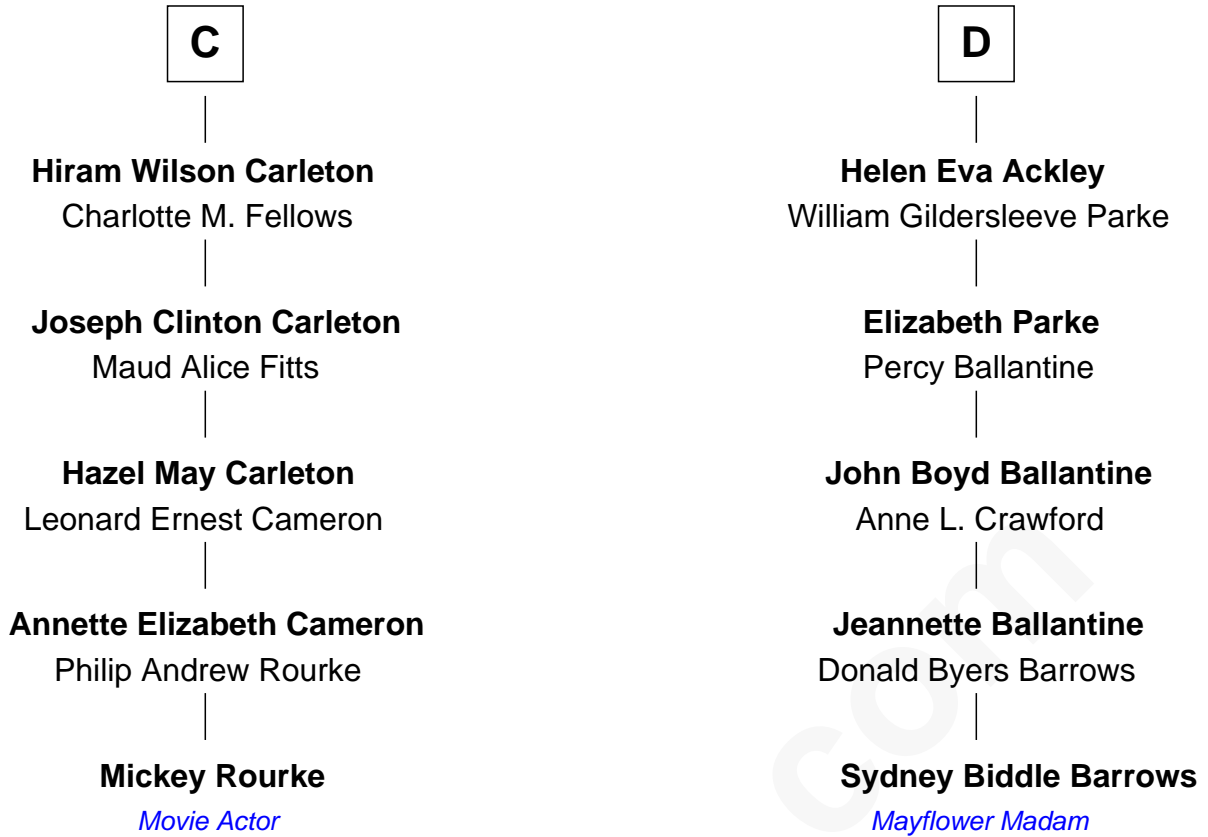 C
Hiram Wilson Carleton
Charlotte M. Fellows
Joseph Clinton Carleton
Maud Alice Fitts
Hazel May Carleton
Leonard Ernest Cameron
Annette Elizabeth Cameron
Philip Andrew Rourke
Mickey Rourke
Movie Actor
D
Helen Eva Ackley
William Gildersleeve Parke
Elizabeth Parke
Percy Ballantine
John Boyd Ballantine
Anne L. Crawford
Jeannette Ballantine
Donald Byers Barrows
Sydney Biddle Barrows
Mayflower Madam
com